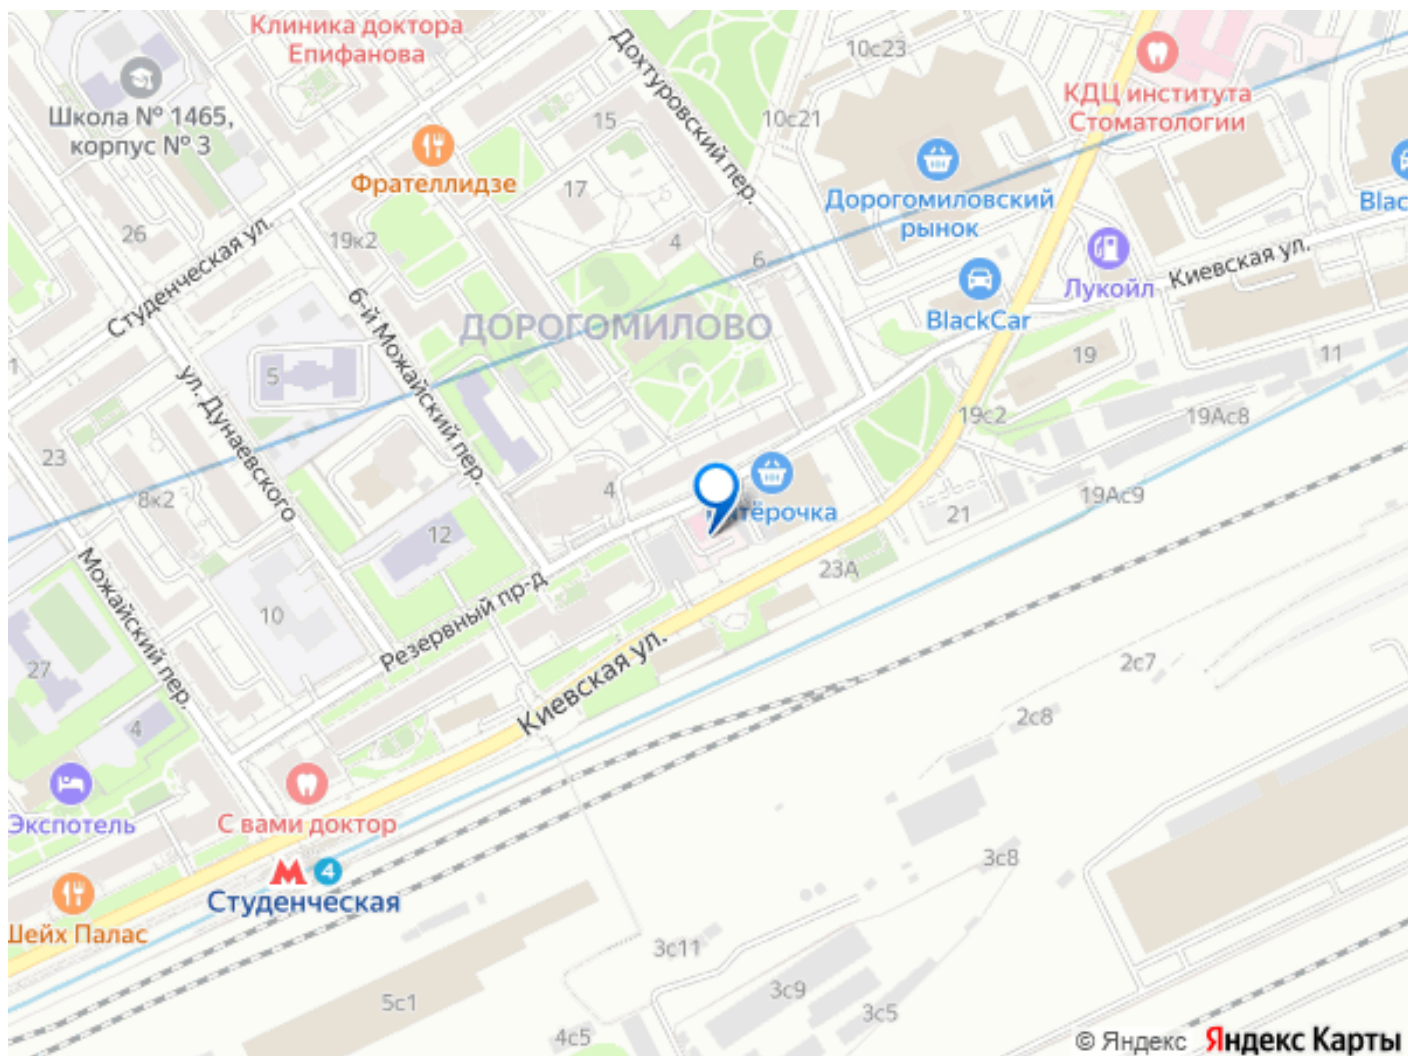 Клиника доктора
Епифанова
Дохтуровский пер.
10с23
КДЦ института
Стоматологии
Школа № 1465,
корпус № 3
Фрателлидзе
15
10с21
17
Дорогомиловский
рынок
Blac
26
19к2
4
6
Студенческая ул.
Лукойл
Киевская ул.
BlackCar
ДОРОГОМИЛОВО
6-й Можайский пер.
5
19
11
ул. Дунаевского
23
8к2
19с2
19Ас8
19Ас9
4
тёрочка
21
12
23А
Можайский пер.
Резервный пр-д
10
27
4
Киевская ул.
2с7
2с8
Экспотель
С вами доктор
4
Студенческая
Шейх Палас
3с8
3с11
3с9
3с5
5с1
4с5
© Яндекс Яндекс Карты